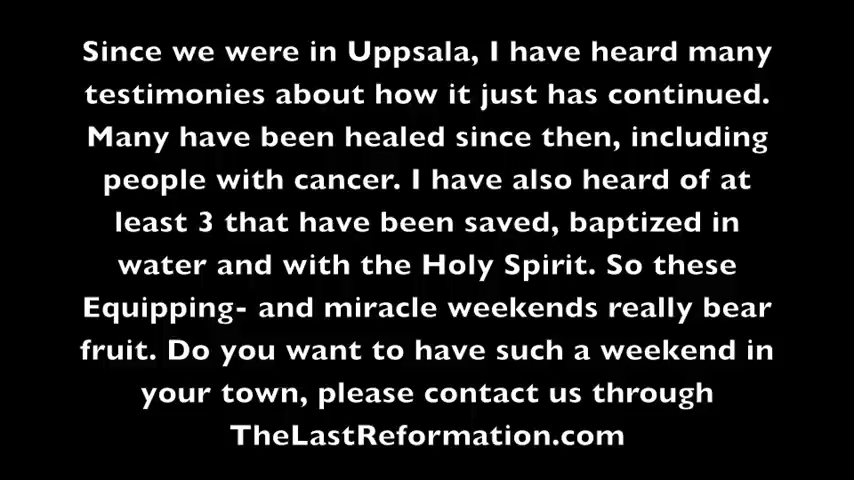 Since we were in Uppsala, I have heard many
testimonies about how it just has continued.
Many have been healed since then, including
people with cancer. I have also heard of at
least 3 that have been saved, baptized in
water and with the Holy Spirit. So these
Equipping- and miracle weekends really bear
fruit. Do you want to have such a weekend in
your town, please contact us through
TheLastReformation.com